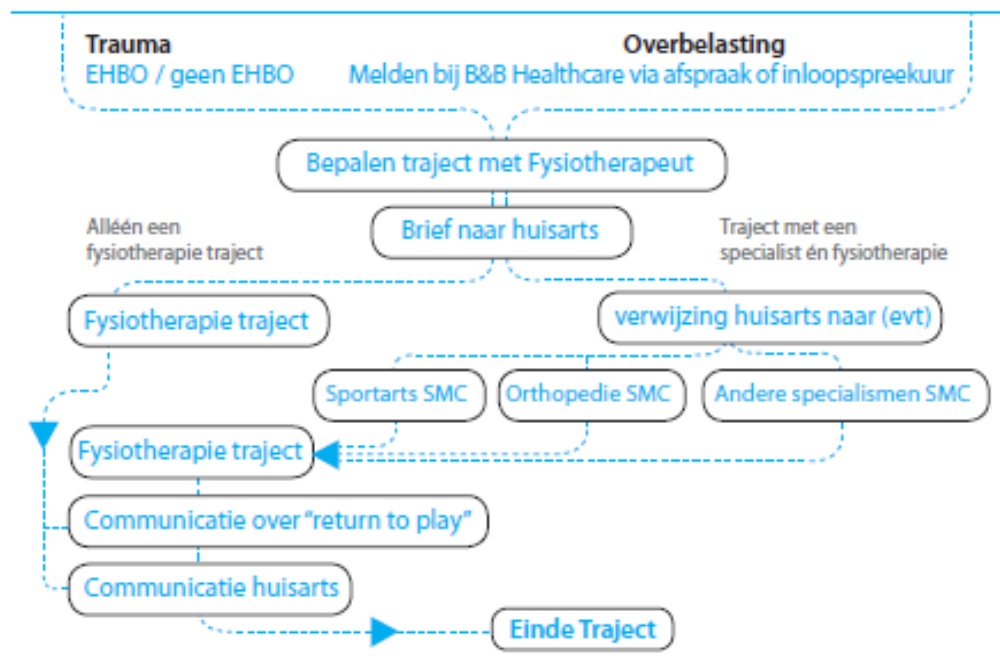 Trauma
Overbelasting
EHBO / geen EHBO
Melden bij B&B Healthcare via afspraak of inloopspreekuur
Bepalen traject met Fysiotherapeut
Brief naar huisarts
Alléén een
fysiotherapie traject
Traject met een
specialist én fysiotherapie
Fysiotherapie traject
verwijzing huisarts naar (evt)
Sportarts SMC
Orthopedie SMC
Andere specialismen SMC
Fysiotherapie traject
Communicatie over “return to play”
Communicatie huisarts
Einde Traject